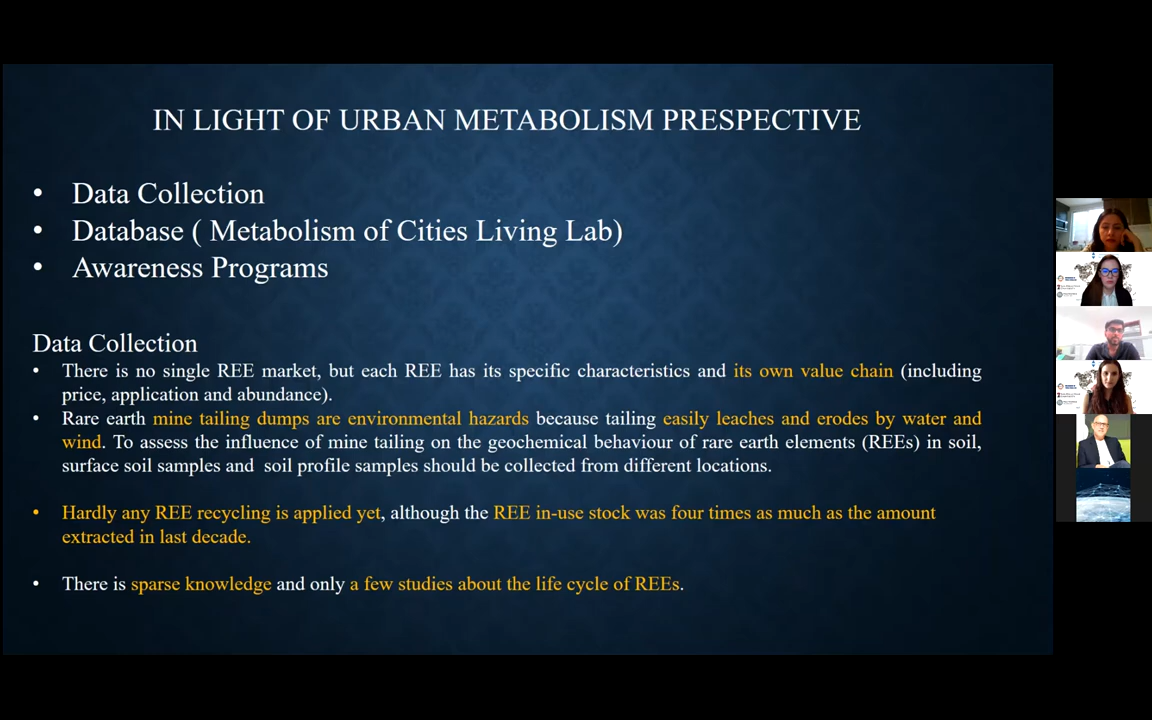 IN LIGHT OF URBAN METABOLISM PRESPECTIVE
• Data Collection
• Database ( Metabolism of Cities Living Lab)
• Awareness Programs
Data Collection
• There is no single REE market, but each REE has its specific characteristics and its own value chain (including
price, application and abundance).
• Rare earth mine tailing dumps are environmental hazards because tailing easily leaches and erodes by water and
wind. To assess the influence of mine tailing on the geochemical behaviour of rare earth elements (REEs) in soil,
surface soil samples and soil profile samples should be collected from different locations.
• Hardly any REE recycling is applied yet, although the REE in-use stock was four times as much as the amount
extracted in last decade.
• There is sparse knowledge and only a few studies about the life cycle of REEs.